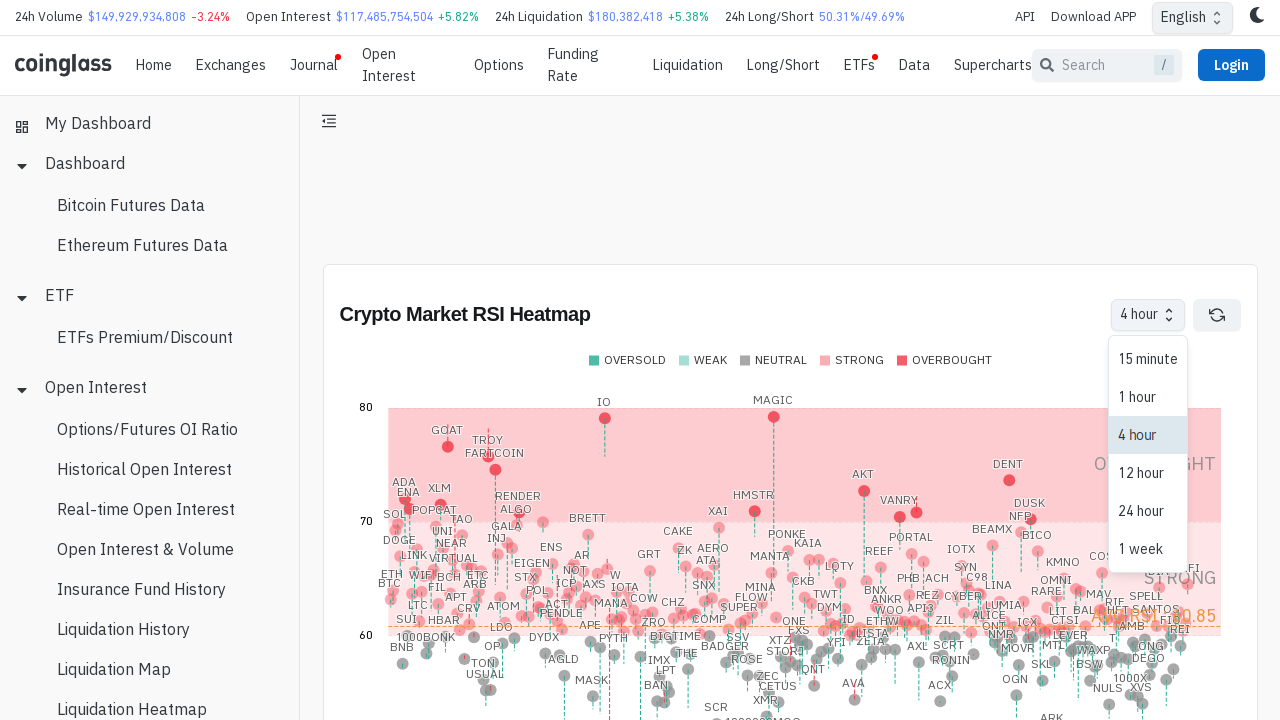 24h Volume $149,929,934,808 -3.24% Open Interest $117,485,754,504 +5.82% 24h Liquidation $180,382,418 +5.38% 24h Long/Short 50.31%/49.69% API Download APP English
coinglass Home Exchanges Journal Open Interest Options Funding Rate Liquidation Long/Short ETFs Data Supercharts Search / Login
My Dashboard
Dashboard
Bitcoin Futures Data
Ethereum Futures Data
ETF
ETFs Premium/Discount
Open Interest
Options/Futures OI Ratio
Historical Open Interest
Real-time Open Interest
Open Interest & Volume
Insurance Fund History
Liquidation History
Liquidation Map
Liquidation Heatmap
Crypto Market RSI Heatmap
4 hour
15 minute
1 hour
4 hour
12 hour
24 hour
1 week
OVERSOLD WEAK NEUTRAL STRONG OVERBOUGHT
80
IO MAGIC
GOAT
TROY
FARTCOIN
AKT DENT
ADA
ENA XLM RENDER HMSTR VANRY DUSK
SOL POPCAT ALGO XAI NFP
70
TAO BRETT
DOGE UNI GALA CAKE PONKE PORTAL BEAMX BICO
NEAR INJ ENS ZK AERO KAIA REEF IOTX
LINK VIRTUAL EIGEN AR GRT ATA MANTA LQTY SYN KMNO
ETH WIF BCH ETC STX NOT PHB ACH C98 OMNI STRONG
BTC FIL ARB POL ICP AXS W IOTA SNX MINA CKB BNX LINA RARE MAV
LTC APT ATOM ACT MANA COW CHZ FLOW TWT ANKR REZ CYBER LUMIA LIT RIF SPELL
SUI HBAR CRV PENDLE ZRO COMP SUPER ONE DYM WOO API3 ZIL ALICE ICX CTSI BAL HFT SANTOS
60
LDO APE ID ETHW ONT AMB FIO
1000BONK DYDX PYTH BIGTIME SSV FXS LISTA NMR LEVER REI
BNB OP BADGER XTZ YFI ZETA AXL SCRT MOVR MTL WAXP
TON AGLD IMX THE ROSE STORJ RONIN SKL BSW DEGO
USUAL MASK LPT ZEC QNT OGN
BAN CETUS AVA ACX NULS XVS
SCR XMR
ARK